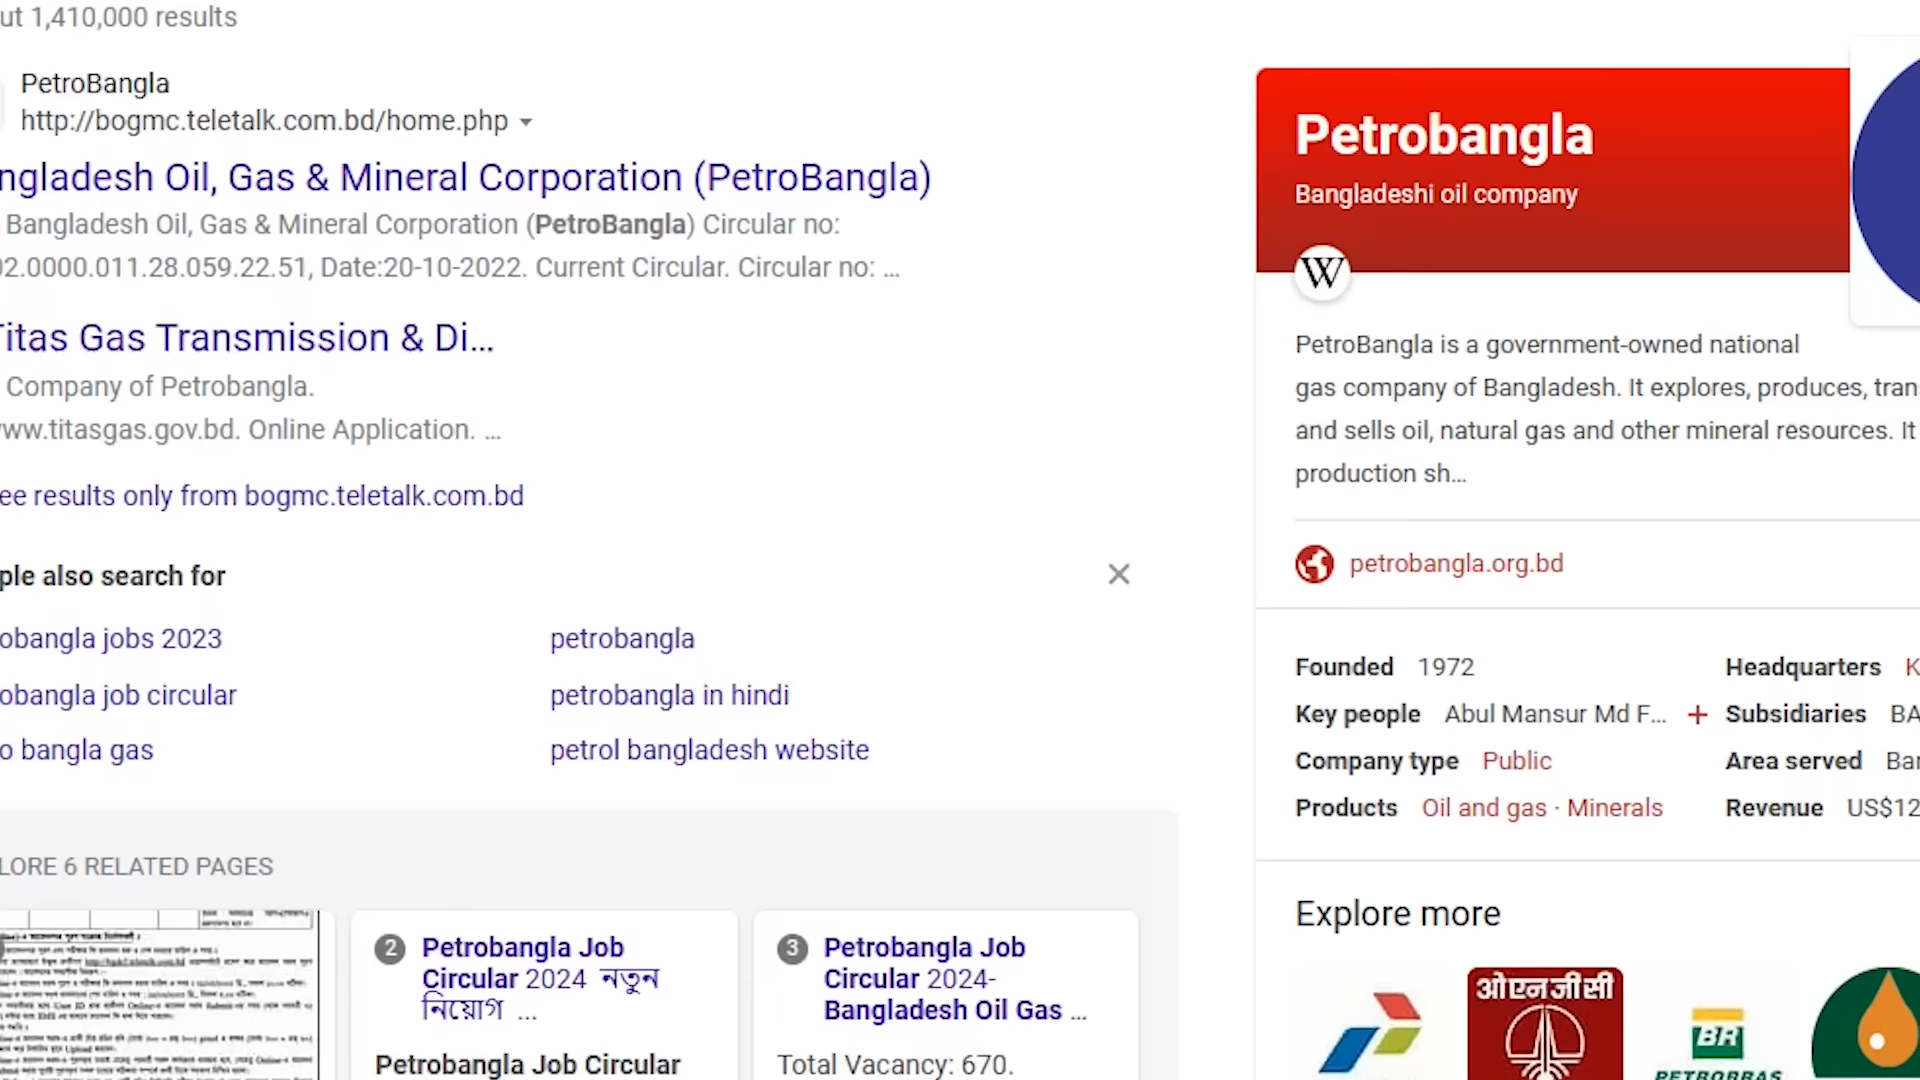 ut 1,410,000 results
PetroBangla
http://bogmc.teletalk.com.bd/home.php
ngladesh Oil, Gas & Mineral Corporation (PetroBangla)
Bangladesh Oil, Gas & Mineral Corporation (PetroBangla) Circular no:
02.0000.011.28.059.22.51, Date:20-10-2022. Current Circular. Circular no: ...
Titas Gas Transmission & Di...
Company of Petrobangla.
www.titasgas.gov.bd. Online Application. ...
ee results only from bogmc.teletalk.com.bd
ple also search for
obangla jobs 2023
petrobangla
obangla job circular
petrobangla in hindi
o bangla gas
petrol bangladesh website
LORE 6 RELATED PAGES
2 Petrobangla Job
Circular 2024 নতুন
নিয়োগ ...
Petrobangla Job Circular
3 Petrobangla Job
Circular 2024-
Bangladesh Oil Gas ...
Total Vacancy: 670.
Petrobangla
Bangladeshi oil company
W
PetroBangla is a government-owned national
gas company of Bangladesh. It explores, produces, tran
and sells oil, natural gas and other mineral resources. It
production sh...
petrobangla.org.bd
Founded 1972
Headquarters K
Key people Abul Mansur Md F... +
Subsidiaries BA
Company type Public
Area served Ban
Products Oil and gas · Minerals
Revenue US$12
Explore more
ओएनजीसी
BR
PETROBRAS